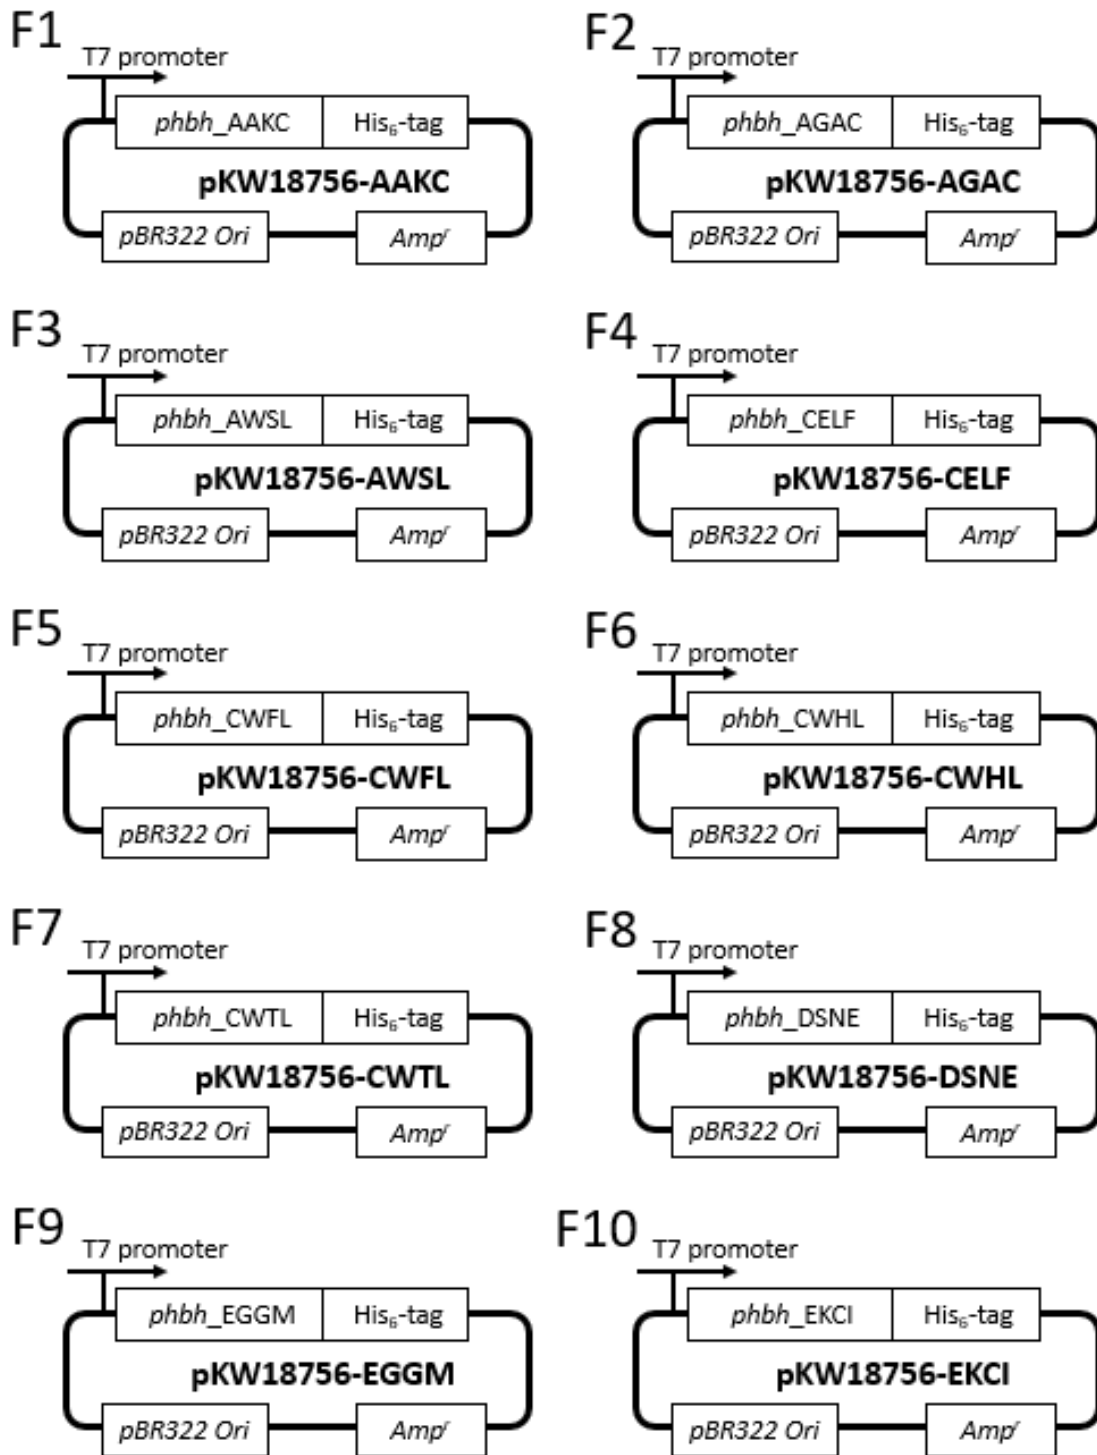 F1
T7 promoter
phbh_AAKC His₆-tag
pKW18756-AAKC
pBR322 Ori Ampʳ
F2
T7 promoter
phbh_AGAC His₆-tag
pKW18756-AGAC
pBR322 Ori Ampʳ
F3
T7 promoter
phbh_AWSL His₆-tag
pKW18756-AWSL
pBR322 Ori Ampʳ
F4
T7 promoter
phbh_CELF His₆-tag
pKW18756-CELF
pBR322 Ori Ampʳ
F5
T7 promoter
phbh_CWFL His₆-tag
pKW18756-CWFL
pBR322 Ori Ampʳ
F6
T7 promoter
phbh_CWHL His₆-tag
pKW18756-CWHL
pBR322 Ori Ampʳ
F7
T7 promoter
phbh_CWTL His₆-tag
pKW18756-CWTL
pBR322 Ori Ampʳ
F8
T7 promoter
phbh_DSNE His₆-tag
pKW18756-DSNE
pBR322 Ori Ampʳ
F9
T7 promoter
phbh_EGGM His₆-tag
pKW18756-EGGM
pBR322 Ori Ampʳ
F10
T7 promoter
phbh_EKCI His₆-tag
pKW18756-EKCI
pBR322 Ori Ampʳ